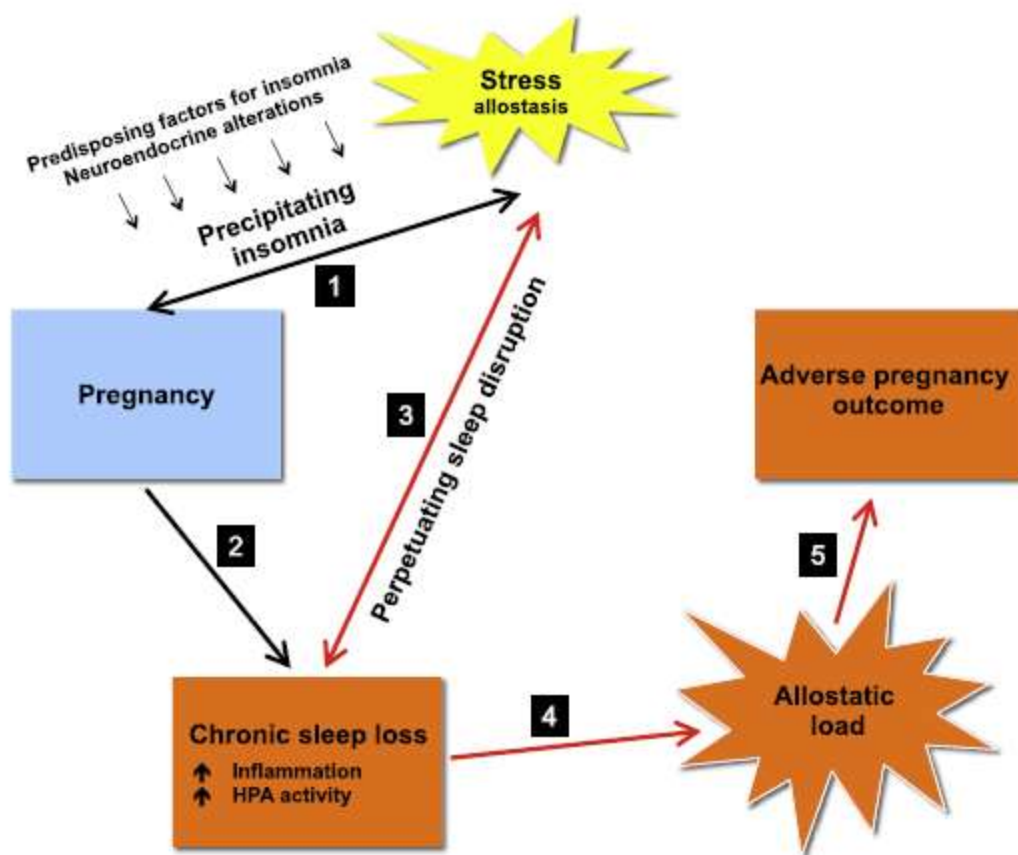 Stress
allostasis
Predisposing factors for insomnia
Neuroendocrine alterations
Precipitating
insomnia
1
Pregnancy
2
3
Perpetuating sleep disruption
Adverse pregnancy
outcome
5
Chronic sleep loss
Inflammation
HPA activity
4
Allostatic
load